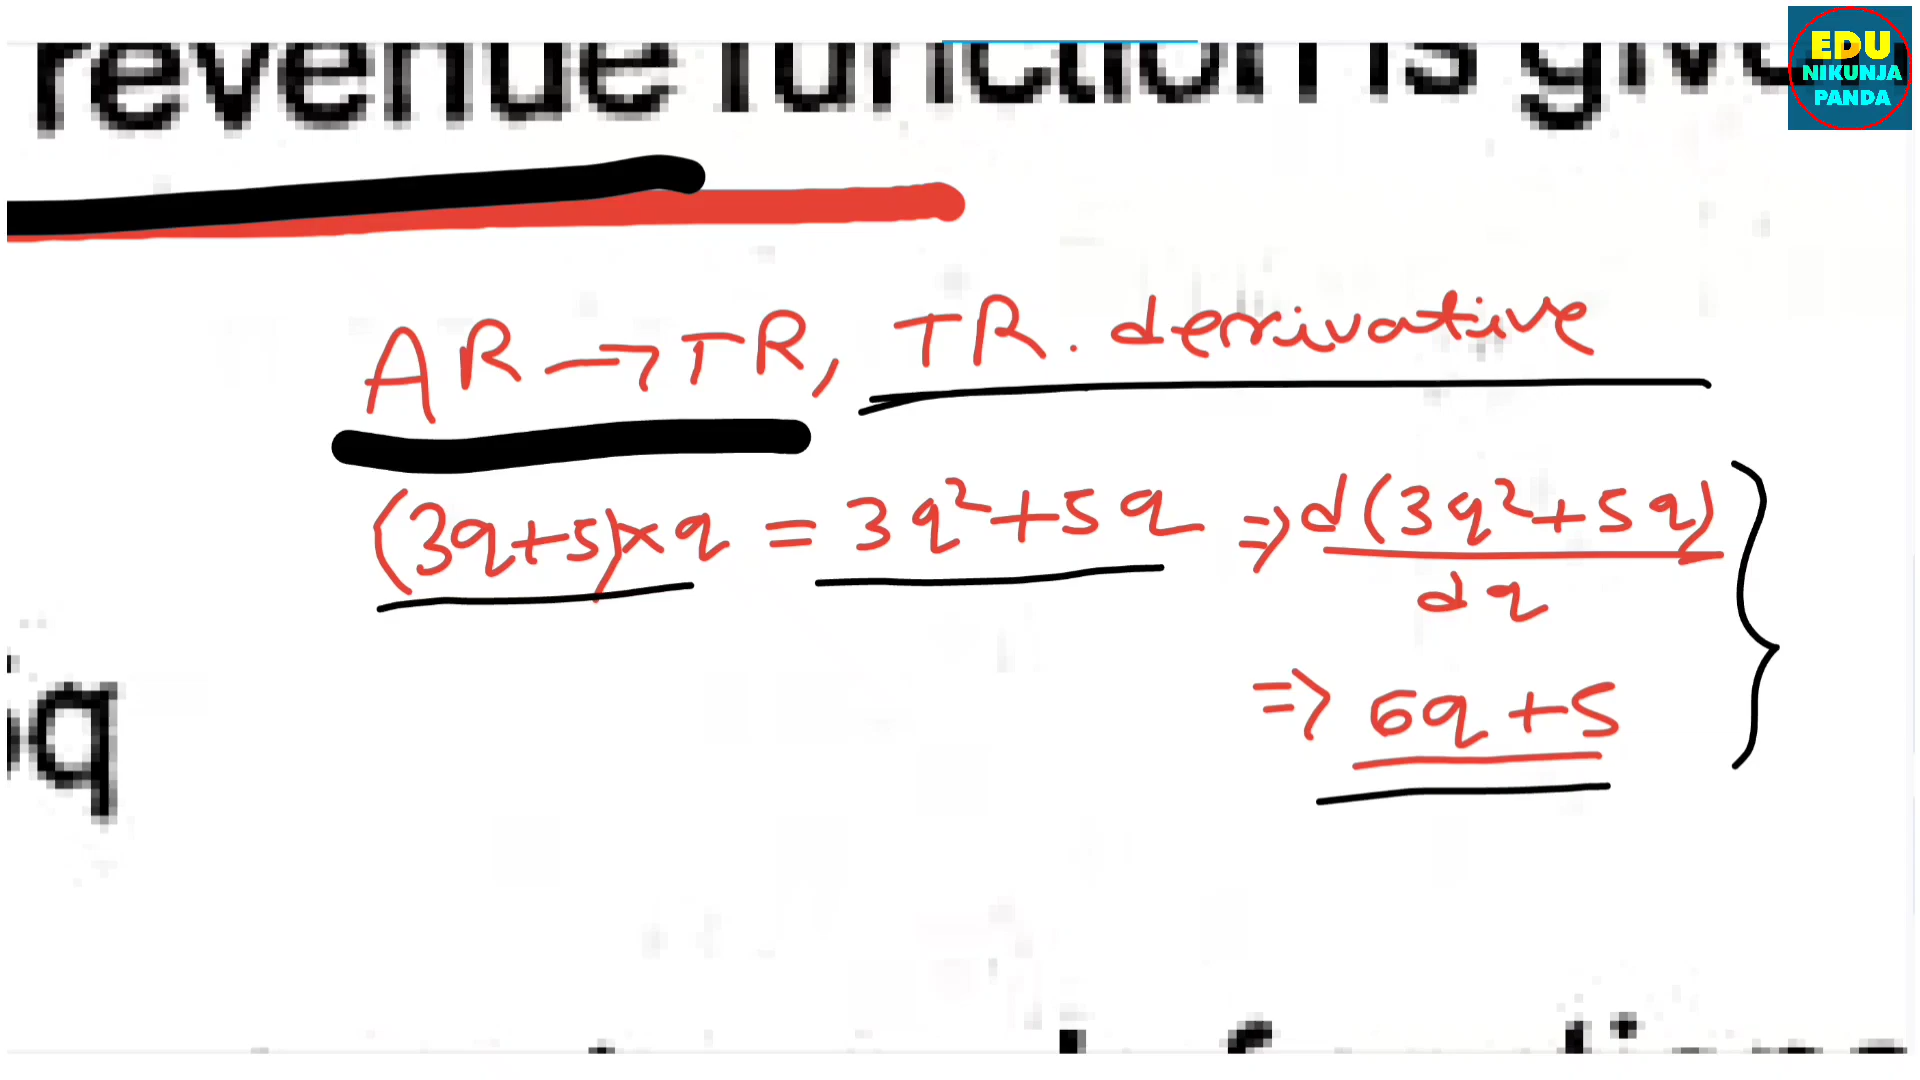 revenue function is give
EDU
NIKUNJA
PANDA
AR → TR, TR. derivative
(3q+5)×q = 3q²+5q ⇒ d(3q²+5q)
dq
⇒ 6q+5
q